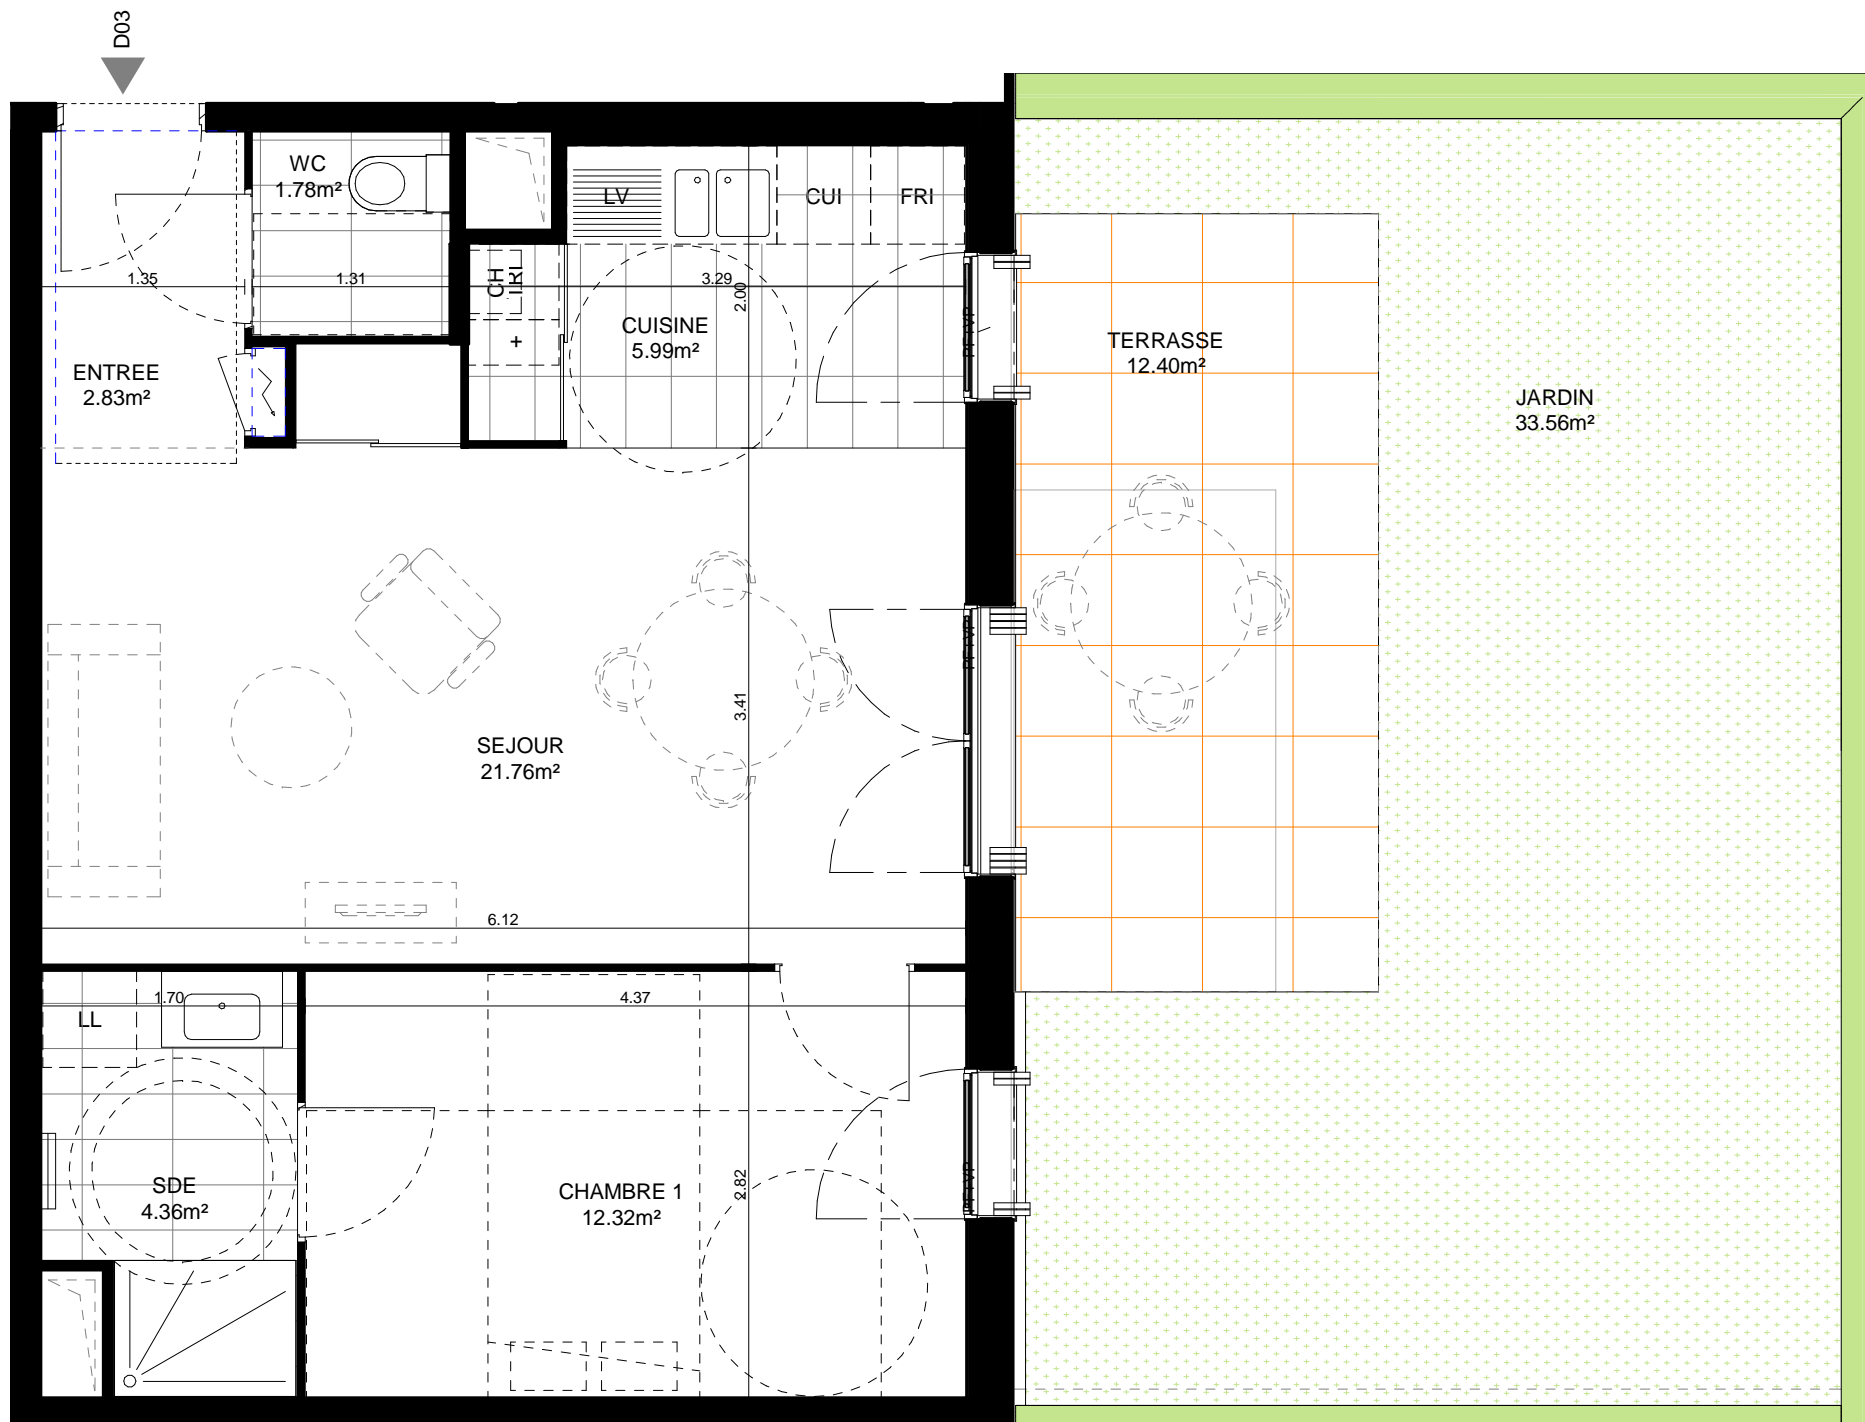 D03
WC
1.78m²
LV
CUI
FRI
1.35
1.31
CH
TRI
+
3.29
2.00
CUISINE
5.99m²
ENTREE
2.83m²
TERRASSE
12.40m²
JARDIN
33.56m²
SEJOUR
21.76m²
3.41
6.12
1.70
4.37
LL
SDE
4.36m²
CHAMBRE 1
12.32m²
2.82